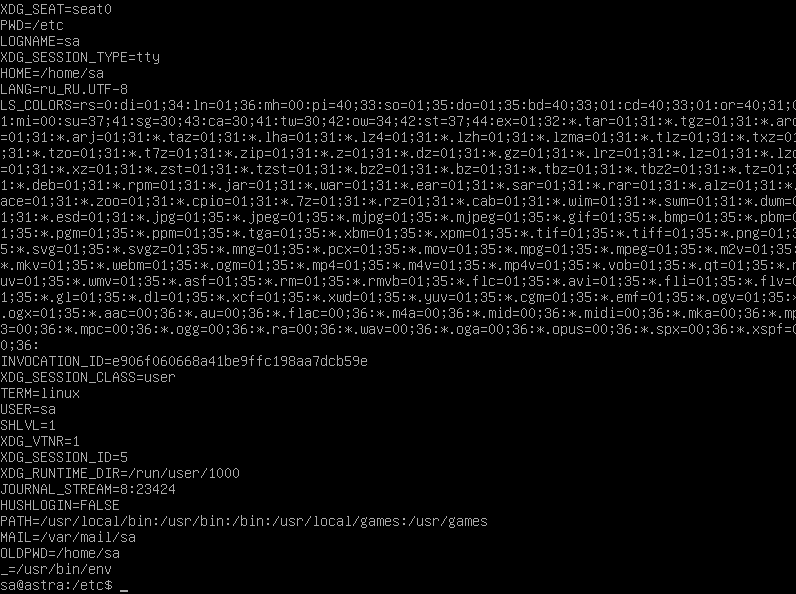 XDG_SEAT=seat0
PWD=/etc
LOGNAME=sa
XDG_SESSION_TYPE=tty
HOME=/home/sa
LANG=ru_RU.UTF-8
LS_COLORS=rs=0:di=01;34:ln=01;36:mh=00:pi=40;33:so=01;35:do=01;35:bd=40;33;01:cd=40;33;01:or=40;31;0
1:mi=00:su=37;41:sg=30;43:ca=30;41:tw=30;42:ow=34;42:st=37;44:ex=01;32:*.tar=01;31:*.tgz=01;31:*.arc
=01;31:*.arj=01;31:*.taz=01;31:*.lha=01;31:*.lz4=01;31:*.lzh=01;31:*.lzma=01;31:*.tlz=01;31:*.txz=01
;31:*.tzo=01;31:*.t7z=01;31:*.zip=01;31:*.z=01;31:*.dz=01;31:*.gz=01;31:*.lrz=01;31:*.lz=01;31:*.lzo
=01;31:*.xz=01;31:*.zst=01;31:*.tzst=01;31:*.bz2=01;31:*.bz=01;31:*.tbz=01;31:*.tbz2=01;31:*.tz=01;3
1:*.deb=01;31:*.rpm=01;31:*.jar=01;31:*.war=01;31:*.ear=01;31:*.sar=01;31:*.rar=01;31:*.alz=01;31:*.
ace=01;31:*.zoo=01;31:*.cpio=01;31:*.7z=01;31:*.rz=01;31:*.cab=01;31:*.wim=01;31:*.swm=01;31:*.dwm=0
1;31:*.esd=01;31:*.jpg=01;35:*.jpeg=01;35:*.mjpg=01;35:*.mjpeg=01;35:*.gif=01;35:*.bmp=01;35:*.pbm=0
1;35:*.pgm=01;35:*.ppm=01;35:*.tga=01;35:*.xbm=01;35:*.xpm=01;35:*.tif=01;35:*.tiff=01;35:*.png=01;3
5:*.svg=01;35:*.svgz=01;35:*.mng=01;35:*.pcx=01;35:*.mov=01;35:*.mpg=01;35:*.mpeg=01;35:*.m2v=01;35:
*.mkv=01;35:*.webm=01;35:*.ogm=01;35:*.mp4=01;35:*.m4v=01;35:*.mp4v=01;35:*.vob=01;35:*.qt=01;35:*.n
uv=01;35:*.wmv=01;35:*.asf=01;35:*.rm=01;35:*.rmvb=01;35:*.flc=01;35:*.avi=01;35:*.fli=01;35:*.flv=0
1;35:*.gl=01;35:*.dl=01;35:*.xcf=01;35:*.xwd=01;35:*.yuv=01;35:*.cgm=01;35:*.emf=01;35:*.ogv=01;35:*
.ogx=01;35:*.aac=00;36:*.au=00;36:*.flac=00;36:*.m4a=00;36:*.mid=00;36:*.midi=00;36:*.mka=00;36:*.mp
3=00;36:*.mpc=00;36:*.ogg=00;36:*.ra=00;36:*.wav=00;36:*.oga=00;36:*.opus=00;36:*.spx=00;36:*.xspf=0
0;36:
INVOCATION_ID=e906f060668a41be9ffc198aa7dcb59e
XDG_SESSION_CLASS=user
TERM=linux
USER=sa
SHLVL=1
XDG_VTNR=1
XDG_SESSION_ID=5
XDG_RUNTIME_DIR=/run/user/1000
JOURNAL_STREAM=8:23424
HUSHLOGIN=FALSE
PATH=/usr/local/bin:/usr/bin:/bin:/usr/local/games:/usr/games
MAIL=/var/mail/sa
OLDPWD=/home/sa
_=/usr/bin/env
sa@astra:/etc$ _